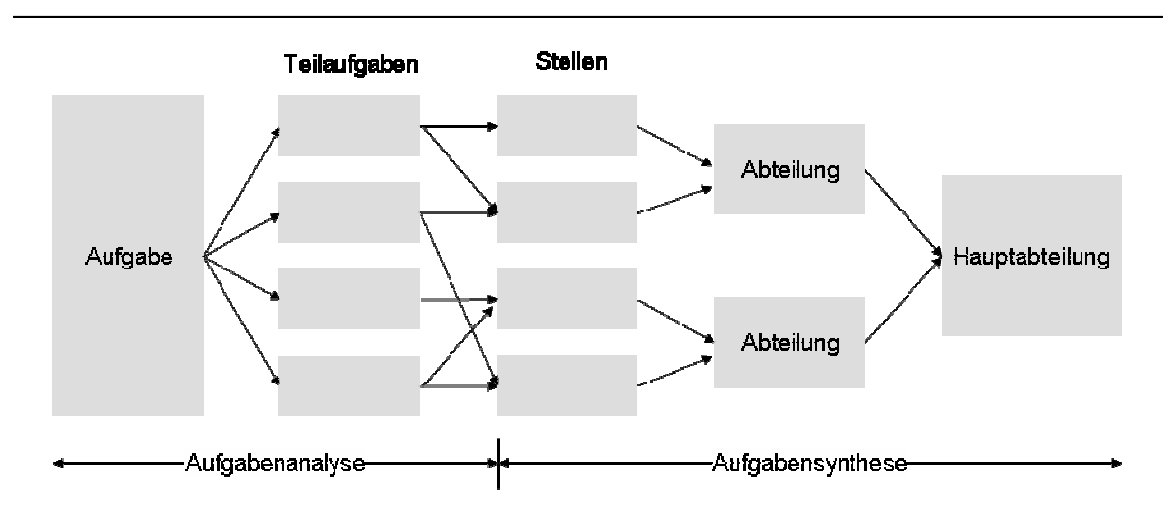 Teilaufgaben
Stellen
Aufgabe
Abteilung
Abteilung
Hauptabteilung
Aufgabenanalyse
Aufgabensynthese